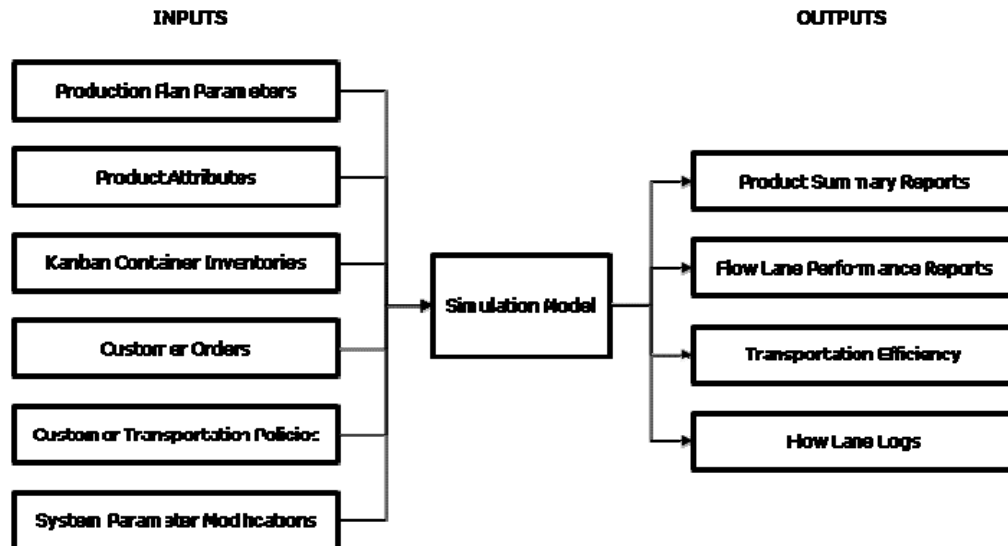 INPUTS
OUTPUTS
Production Plan Parameters
Product Attributes
Kanban Container Inventories
Customer Orders
Customer Transportation Policies
System Parameter Modifications
Simulation Model
Product Summary Reports
Flow Lane Performance Reports
Transportation Efficiency
Flow Lane Logs